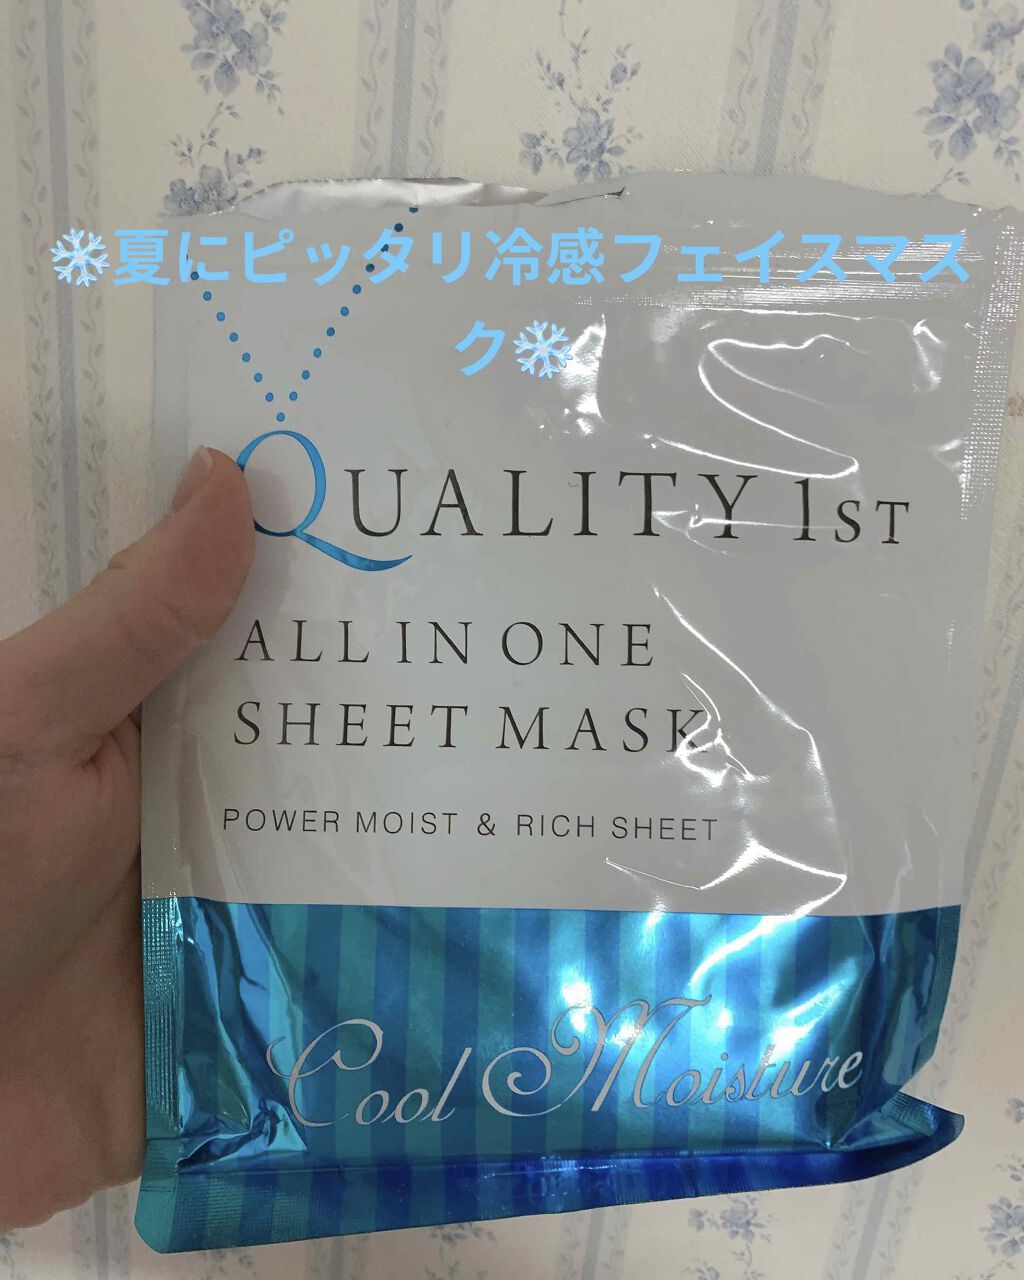 ❄夏にピッタリ冷感フェイスマス
ク❄
QUALITY 1ST
ALL IN ONE
SHEET MASK
POWER MOIST & RICH SHEET
Cool Moisture